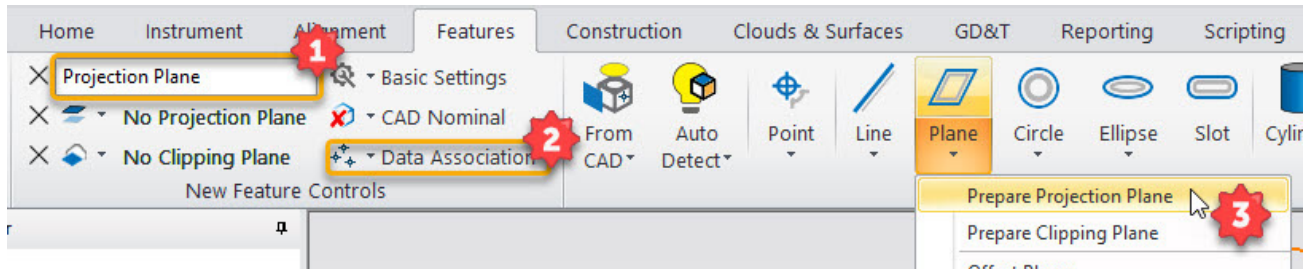 Home Instrument Alignment Features Construction Clouds & Surfaces GD&T Reporting Scripting
1
Projection Plane
Basic Settings
No Projection Plane
CAD Nominal
2
No Clipping Plane
Data Association
New Feature Controls
From CAD
Auto Detect
Point
Line
Plane
Circle
Ellipse
Slot
Prepare Projection Plane
3
Prepare Clipping Plane